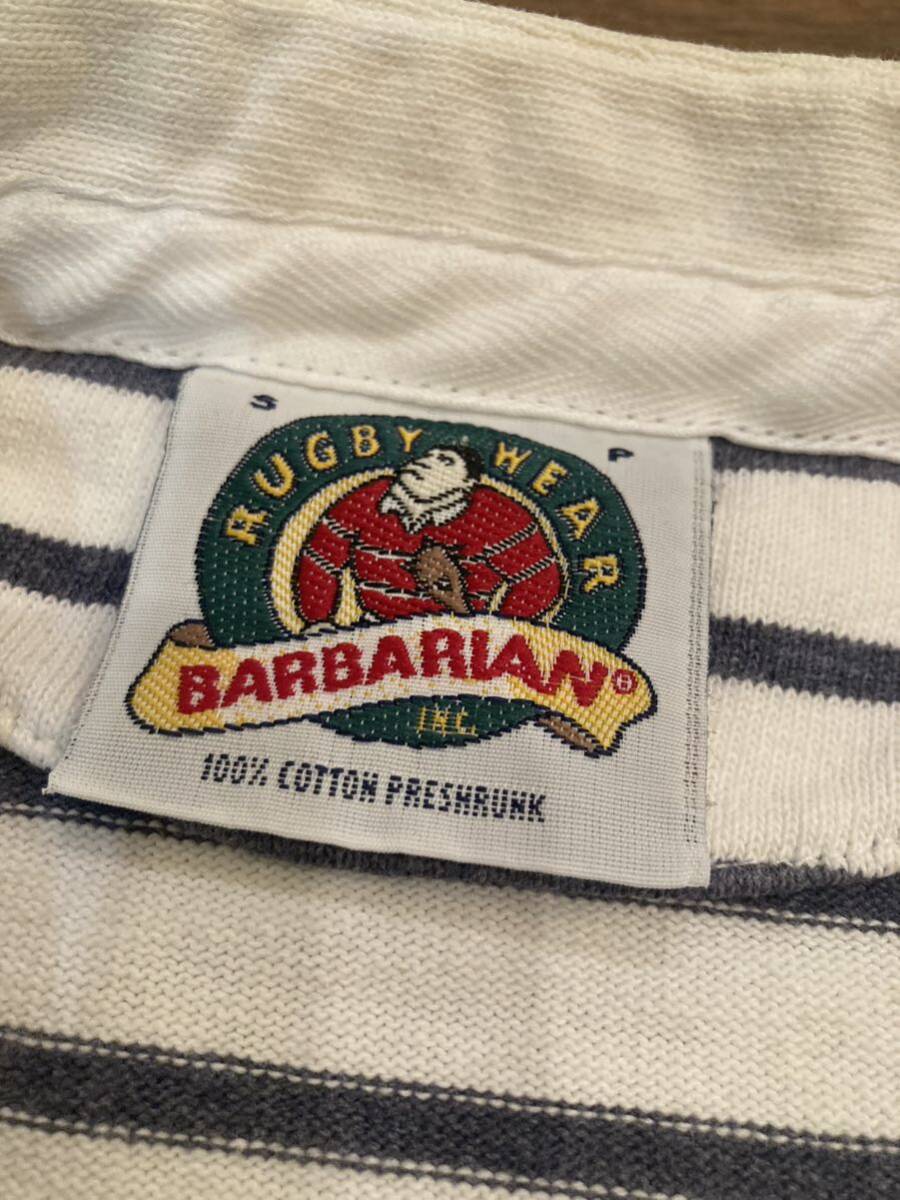 S P
RUGBY WEAR
BARBARIAN®
INC.
100% COTTON PRESHRUNK